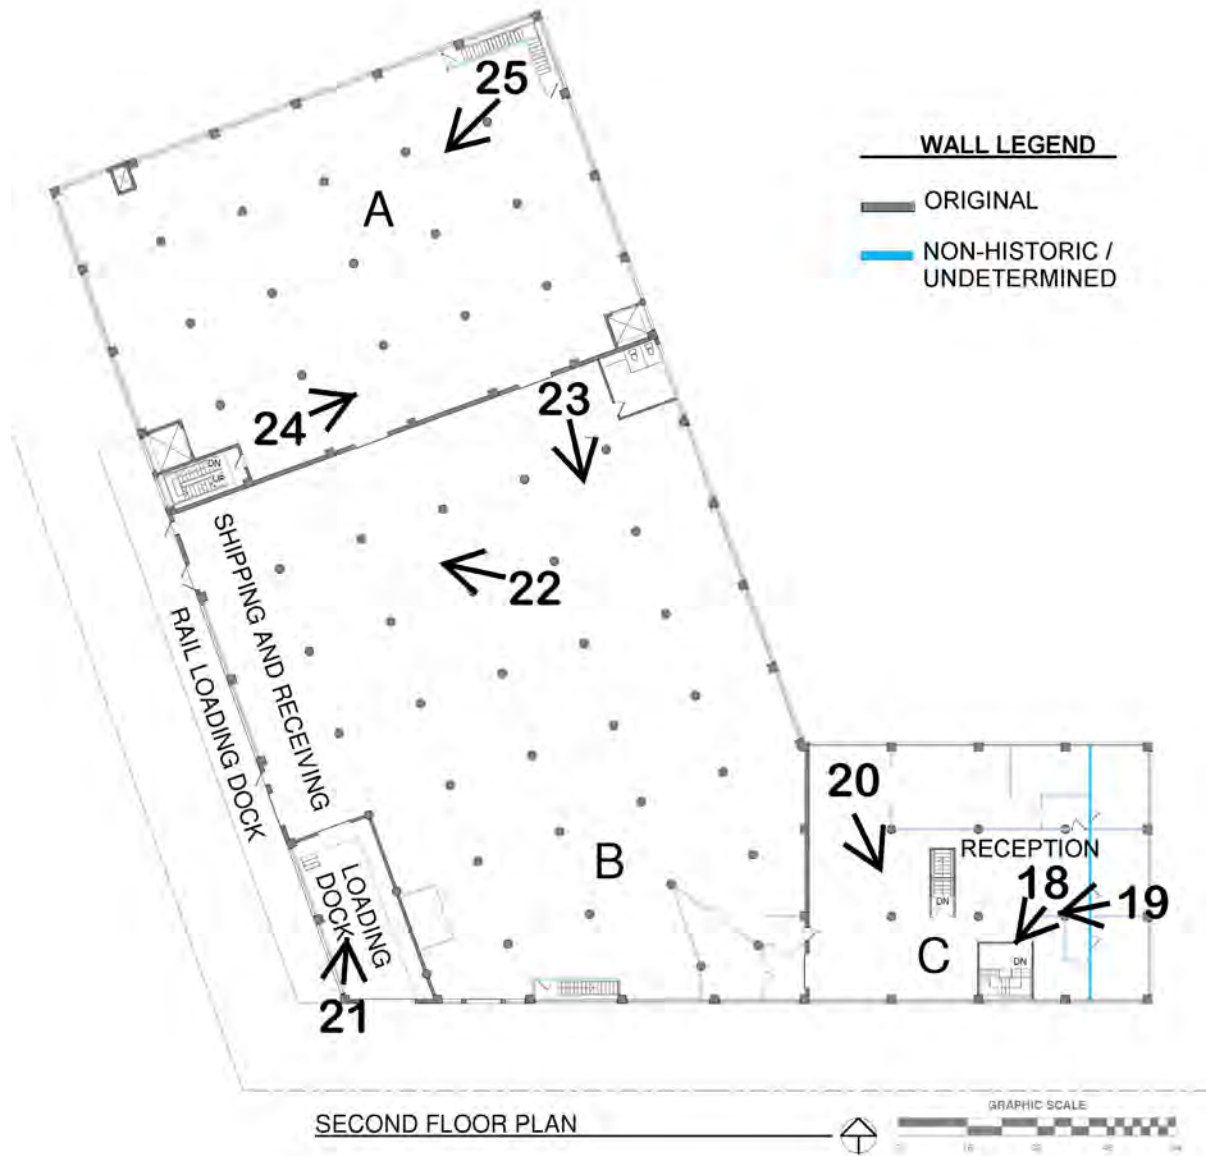 25
WALL LEGEND
ORIGINAL
NON-HISTORIC /
UNDETERMINED
A
24
23
DN
UP
SHIPPING AND RECEIVING
RAIL LOADING DOCK
22
20
RECEPTION
18
19
DN
B
LOADING
DOCK
C
DN
21
SECOND FLOOR PLAN
GRAPHIC SCALE